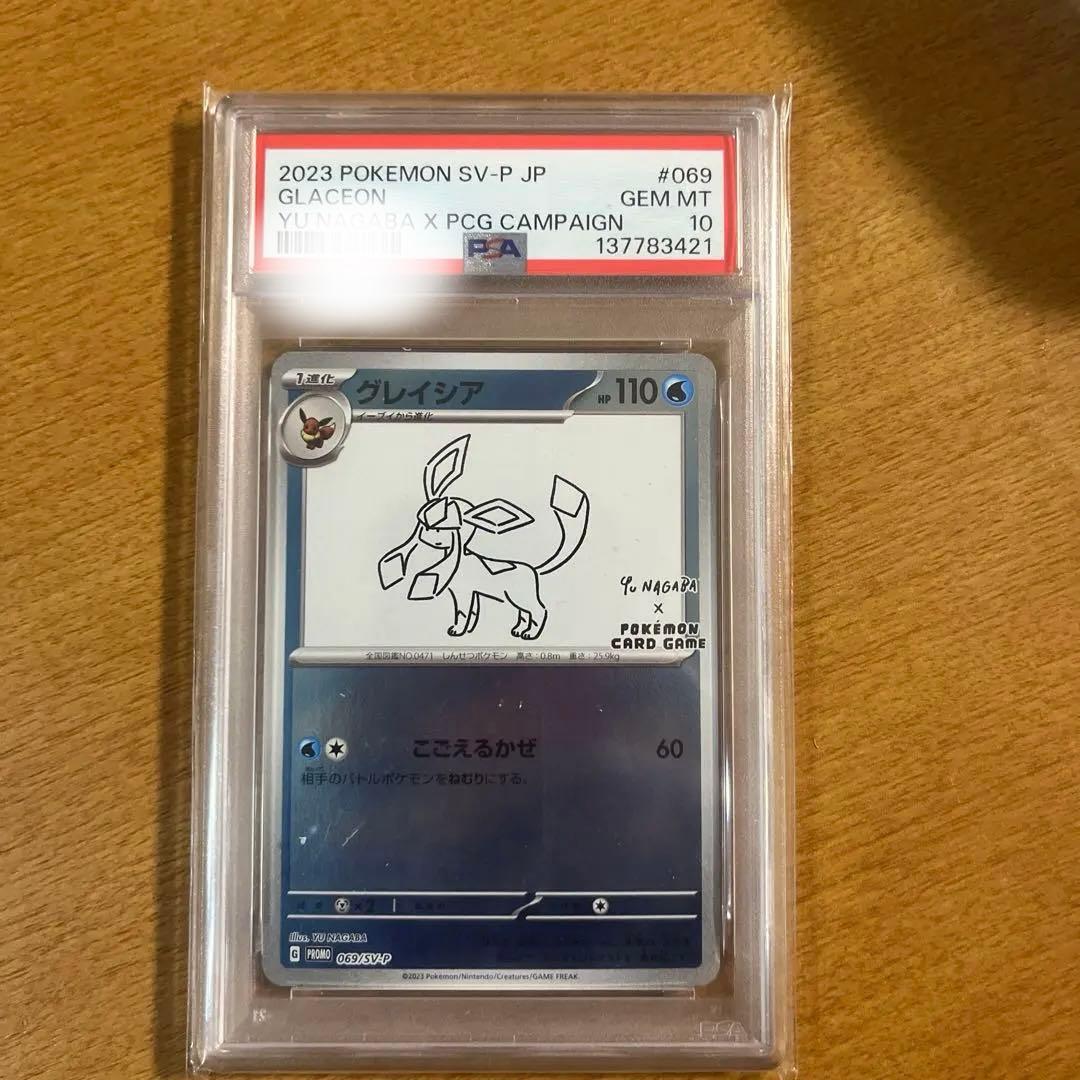 2023 POKEMON SV-P JP #069
GLACEON GEM MT
YU NAGABA X PCG CAMPAIGN 10
PSA 137783421
1進化 グレイシア HP 110
イーブイから進化
YU NAGABA
X
POKÉMON
CARD GAME
全国図鑑NO.0471 しんせつポケモン 高さ:0.8m 重さ:25.9kg
こごえるかぜ 60
相手のバトルポケモンをねむりにする。
×2
Illus. YU NAGABA
G PROMO 069/SV-P
©2023 Pokémon/Nintendo/Creatures/GAME FREAK
PSA